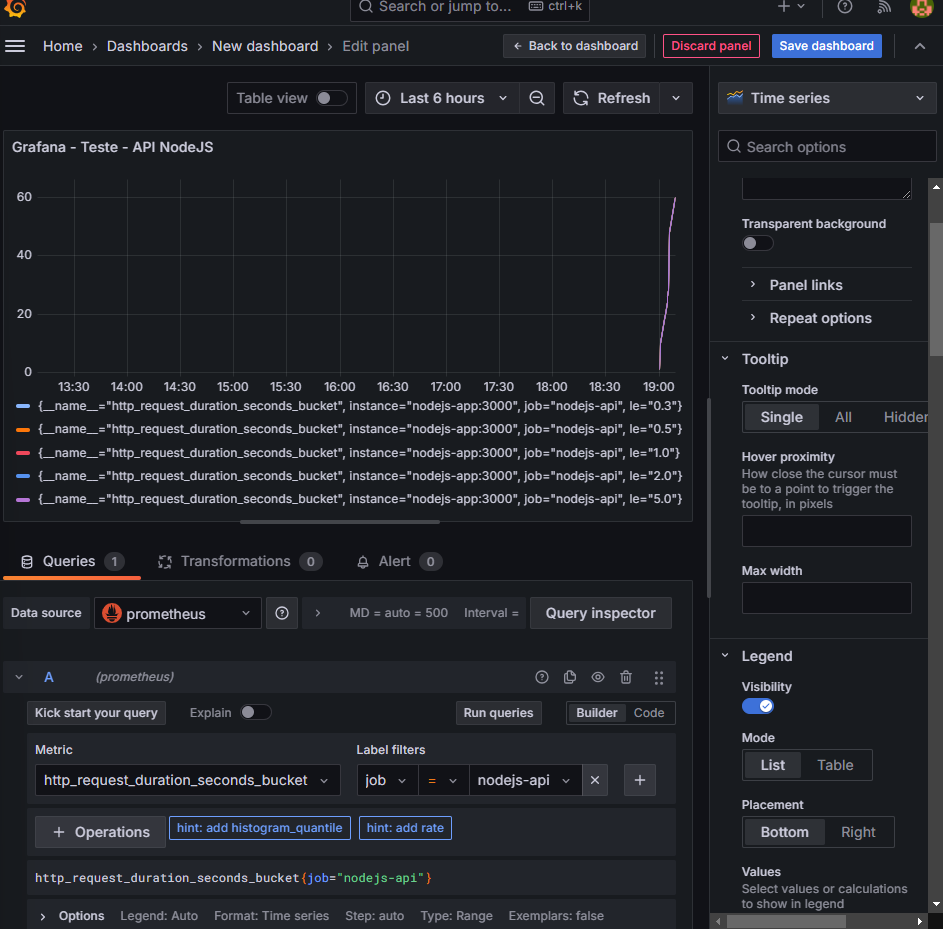 Search or jump to... ctrl+k
Home › Dashboards › New dashboard › Edit panel
Back to dashboard
Discard panel
Save dashboard
Table view
Last 6 hours
Refresh
Time series
Search options
Grafana - Teste - API NodeJS
60
40
20
0
13:30 14:00 14:30 15:00 15:30 16:00 16:30 17:00 17:30 18:00 18:30 19:00
{__name__="http_request_duration_seconds_bucket", instance="nodejs-app:3000", job="nodejs-api", le="0.3"}
{__name__="http_request_duration_seconds_bucket", instance="nodejs-app:3000", job="nodejs-api", le="0.5"}
{__name__="http_request_duration_seconds_bucket", instance="nodejs-app:3000", job="nodejs-api", le="1.0"}
{__name__="http_request_duration_seconds_bucket", instance="nodejs-app:3000", job="nodejs-api", le="2.0"}
{__name__="http_request_duration_seconds_bucket", instance="nodejs-app:3000", job="nodejs-api", le="5.0"}
Queries 1
Transformations 0
Alert 0
Data source
prometheus
MD = auto = 500 Interval =
Query inspector
A (prometheus)
Kick start your query
Explain
Run queries
Builder Code
Metric
http_request_duration_seconds_bucket
Label filters
job = nodejs-api
+ Operations
hint: add histogram_quantile
hint: add rate
http_request_duration_seconds_bucket{job="nodejs-api"}
Options Legend: Auto Format: Time series Step: auto Type: Range Exemplars: false
Transparent background
Panel links
Repeat options
Tooltip
Tooltip mode
Single All Hidden
Hover proximity
How close the cursor must
be to a point to trigger the
tooltip, in pixels
Max width
Legend
Visibility
Mode
List Table
Placement
Bottom Right
Values
Select values or calculations
to show in legend